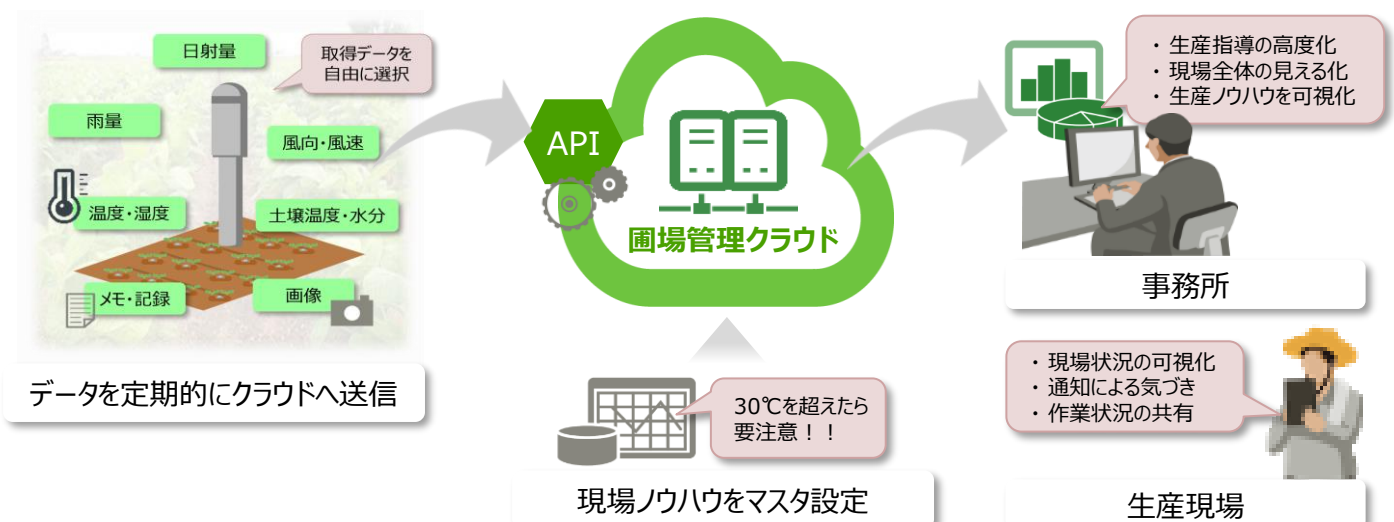 日射量
取得データを
自由に選択
雨量
風向・風速
温度・湿度
土壌温度・水分
メモ・記録
画像
データを定期的にクラウドへ送信
API
圃場管理クラウド
30℃を超えたら
要注意！！
現場ノウハウをマスタ設定
・ 生産指導の高度化
・ 現場全体の見える化
・ 生産ノウハウを可視化
事務所
・ 現場状況の可視化
・ 通知による気づき
・ 作業状況の共有
生産現場